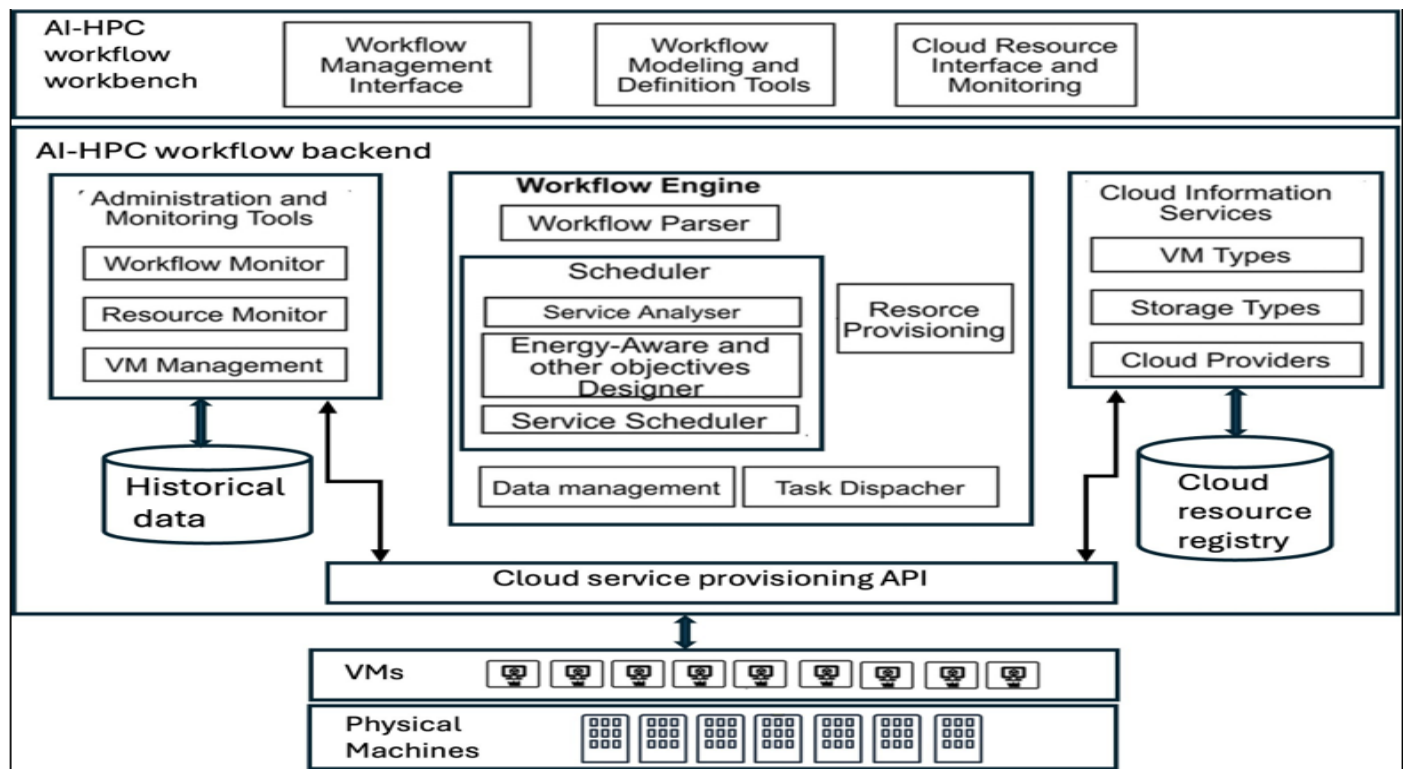 AI-HPC
workflow
workbench
Workflow
Management
Interface
Workflow
Modeling and
Definition Tools
Cloud Resource
Interface and
Monitoring
AI-HPC workflow backend
Administration and
Monitoring Tools
Workflow Monitor
Resource Monitor
VM Management
Historical
data
Workflow Engine
Workflow Parser
Scheduler
Service Analyser
Energy-Aware and
other objectives
Designer
Service Scheduler
Resorce
Provisioning
Data management
Task Dispacher
Cloud Information
Services
VM Types
Storage Types
Cloud Providers
Cloud
resource
registry
Cloud service provisioning API
VMs
Physical
Machines